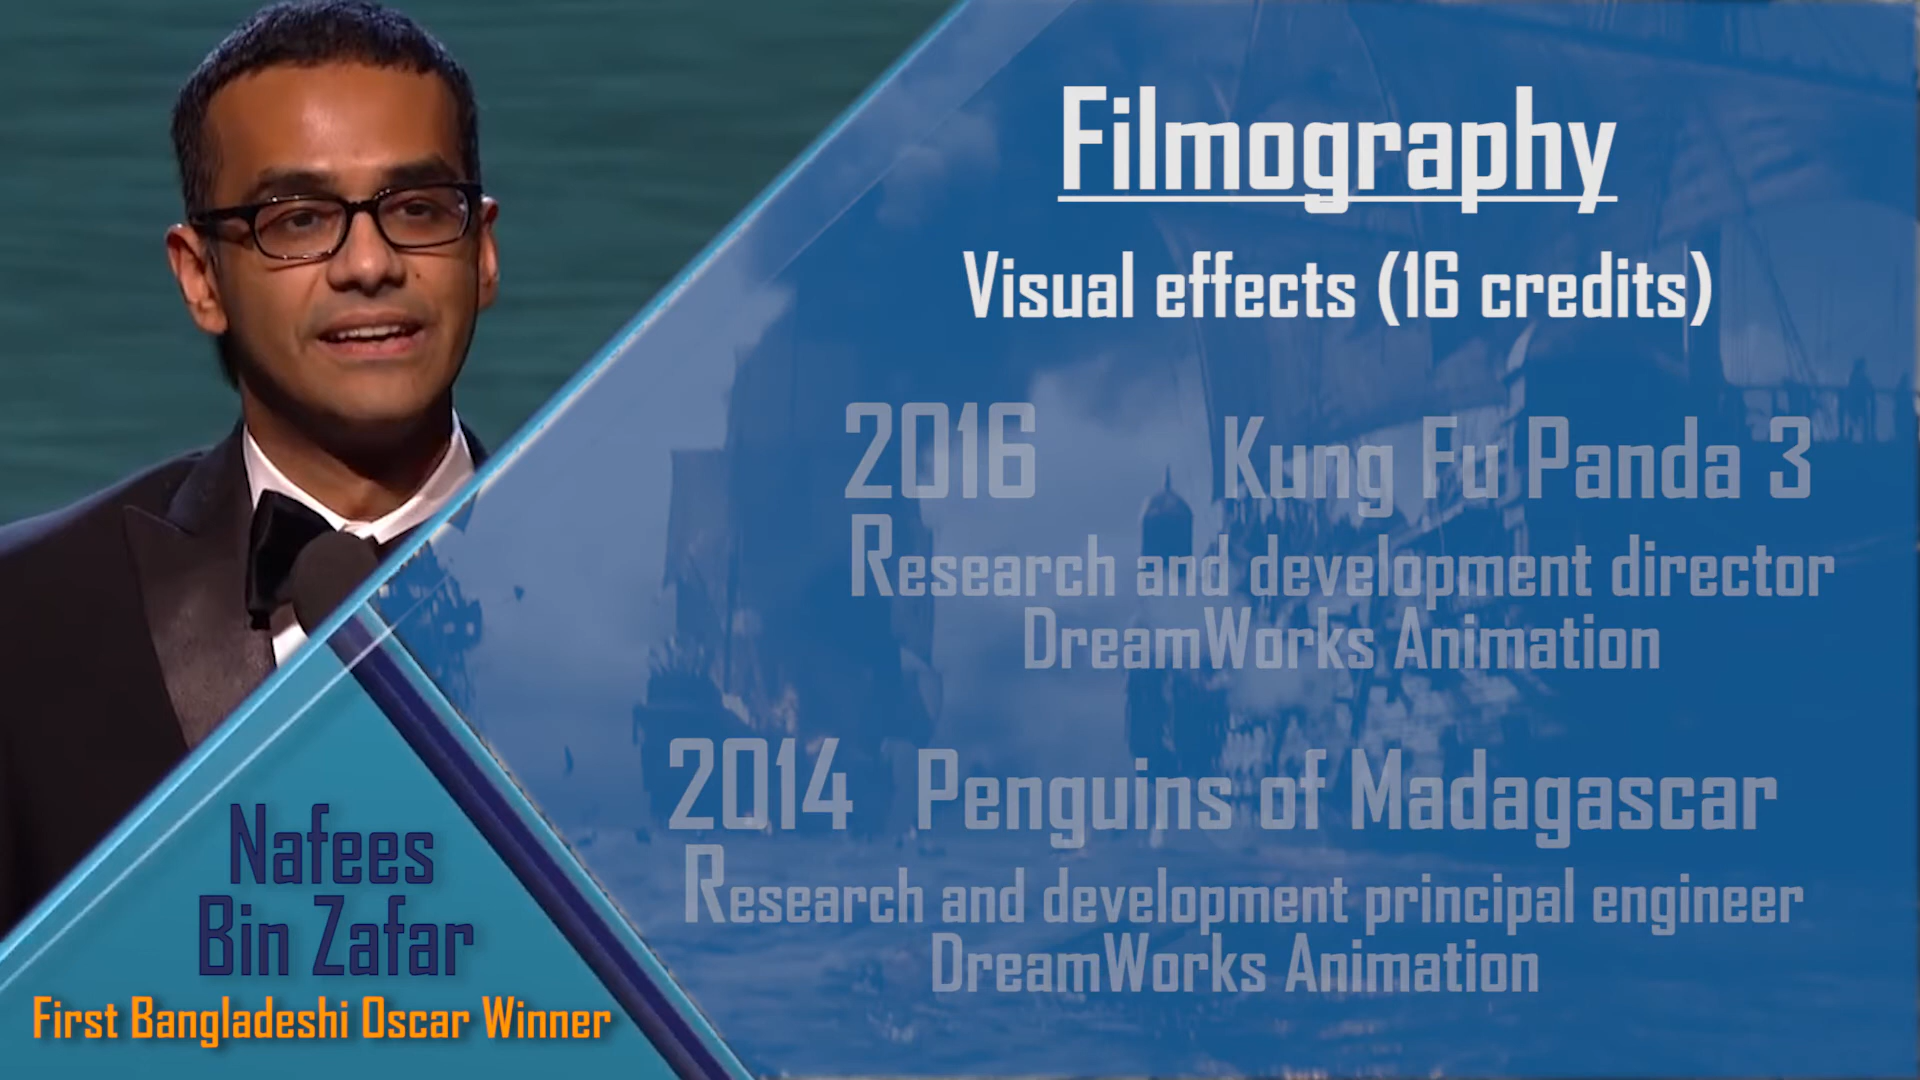 Filmography
Visual effects (16 credits)
2016 Kung Fu Panda 3
Research and development director
DreamWorks Animation
2014 Penguins of Madagascar
Research and development principal engineer
DreamWorks Animation
Nafees
Bin Zafar
First Bangladeshi Oscar Winner